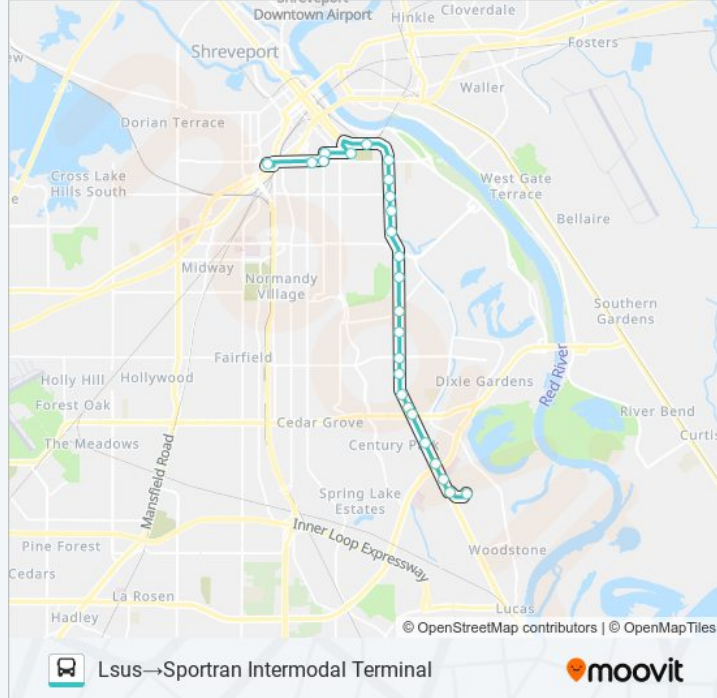 Shreveport
Downtown Airport
Hinkle
Cloverdale
Shreveport
Fosters
Waller
Dorian Terrace
Cross Lake
Hills South
West Gate
Terrace
Bellaire
Midway
Normandy
Village
Southern
Gardens
Fairfield
Red River
Holly Hill
Hollywood
Dixie Gardens
Forest Oak
River Bend
Cedar Grove
The Meadows
Century
Curtis
Mansfield Road
Spring Lake
Estates
Inner Loop Expressway
Pine Forest
Woodstone
Cedars
La Rosen
Lucas
Hadley
© OpenStreetMap contributors | © OpenMapTiles
Lsus→Sportran Intermodal Terminal
moovit